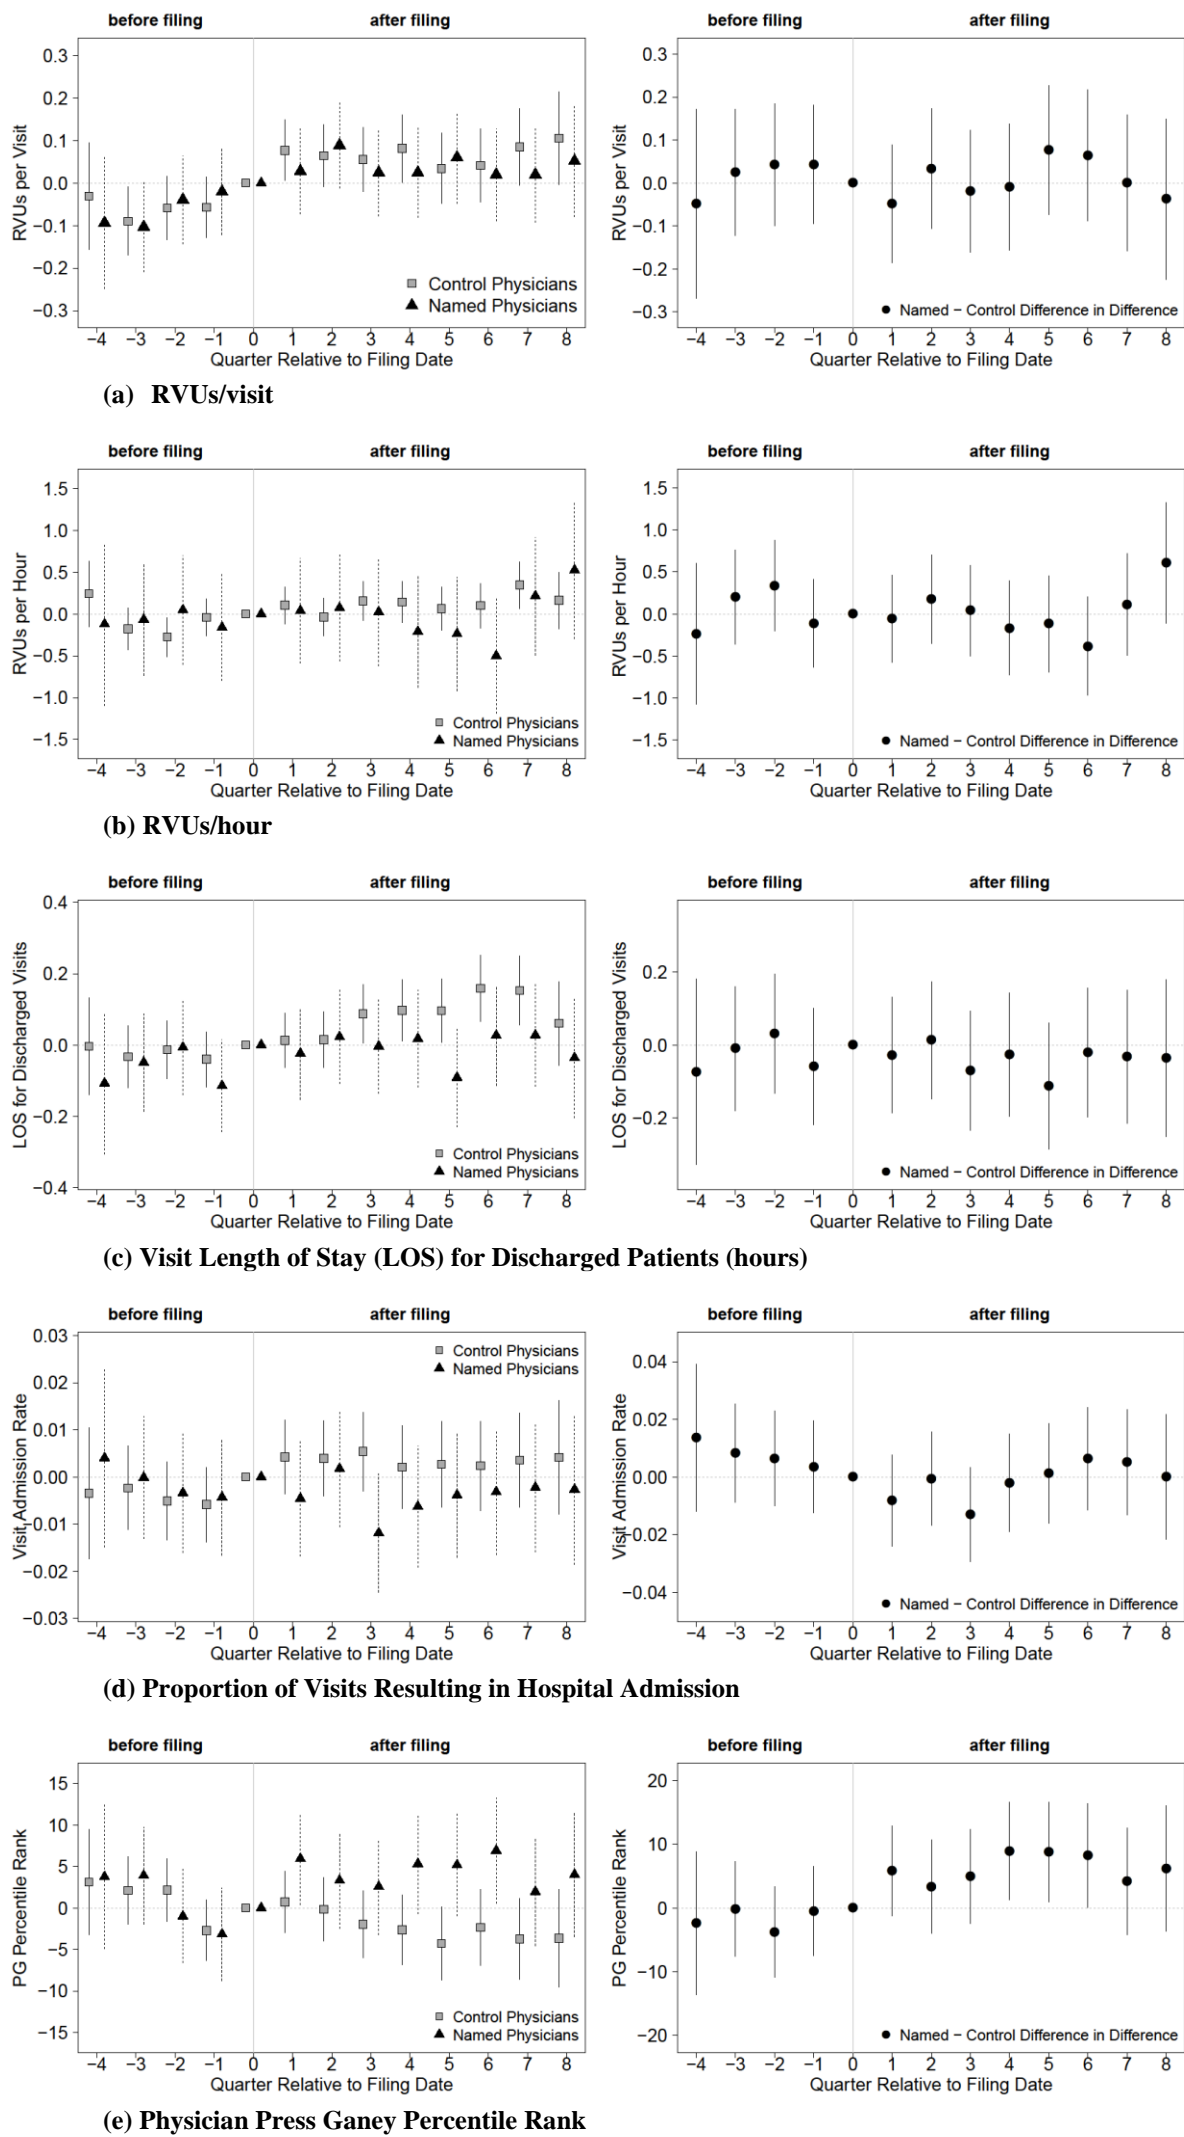 before filing after filing before filing after filing
RVUs per Visit
0.3
0.2
0.1
0.0
−0.1
−0.2
−0.3
Control Physicians
Named Physicians
−4 −3 −2 −1 0 1 2 3 4 5 6 7 8
Quarter Relative to Filing Date
RVUs per Visit
0.3
0.2
0.1
0.0
−0.1
−0.2
−0.3
Named − Control Difference in Difference
−4 −3 −2 −1 0 1 2 3 4 5 6 7 8
Quarter Relative to Filing Date
(a) RVUs/visit
before filing after filing before filing after filing
RVUs per Hour
1.5
1.0
0.5
0.0
−0.5
−1.0
−1.5
Control Physicians
Named Physicians
−4 −3 −2 −1 0 1 2 3 4 5 6 7 8
Quarter Relative to Filing Date
RVUs per Hour
1.5
1.0
0.5
0.0
−0.5
−1.0
−1.5
Named − Control Difference in Difference
−4 −3 −2 −1 0 1 2 3 4 5 6 7 8
Quarter Relative to Filing Date
(b) RVUs/hour
before filing after filing before filing after filing
LOS for Discharged Visits
0.4
0.2
0.0
−0.2
−0.4
Control Physicians
Named Physicians
−4 −3 −2 −1 0 1 2 3 4 5 6 7 8
Quarter Relative to Filing Date
LOS for Discharged Visits
0.2
0.0
−0.2
Named − Control Difference in Difference
−4 −3 −2 −1 0 1 2 3 4 5 6 7 8
Quarter Relative to Filing Date
(c) Visit Length of Stay (LOS) for Discharged Patients (hours)
before filing after filing before filing after filing
Visit Admission Rate
0.03
0.02
0.01
0.00
−0.01
−0.02
−0.03
Control Physicians
Named Physicians
−4 −3 −2 −1 0 1 2 3 4 5 6 7 8
Quarter Relative to Filing Date
Visit Admission Rate
0.04
0.02
0.00
−0.02
−0.04
Named − Control Difference in Difference
−4 −3 −2 −1 0 1 2 3 4 5 6 7 8
Quarter Relative to Filing Date
(d) Proportion of Visits Resulting in Hospital Admission
before filing after filing before filing after filing
PG Percentile Rank
15
10
5
0
−5
−10
−15
Control Physicians
Named Physicians
−4 −3 −2 −1 0 1 2 3 4 5 6 7 8
Quarter Relative to Filing Date
PG Percentile Rank
20
10
0
−10
−20
Named − Control Difference in Difference
−4 −3 −2 −1 0 1 2 3 4 5 6 7 8
Quarter Relative to Filing Date
(e) Physician Press Ganey Percentile Rank